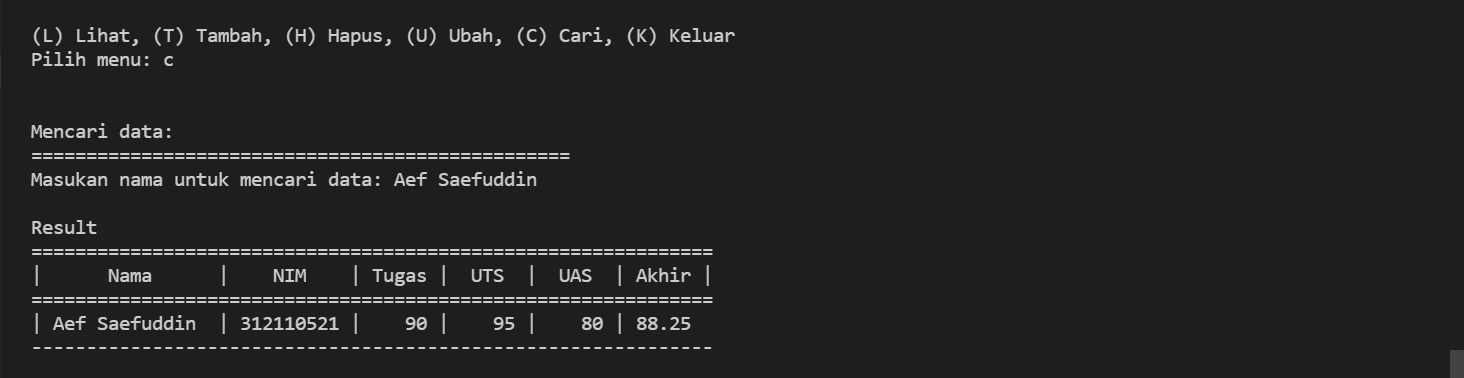 (L) Lihat, (T) Tambah, (H) Hapus, (U) Ubah, (C) Cari, (K) Keluar
Pilih menu: c
Mencari data:
=================================================
Masukan nama untuk mencari data: Aef Saefuddin
Result
==============================================================
|      Nama      |    NIM    | Tugas |  UTS  |  UAS  | Akhir |
==============================================================
| Aef Saefuddin  | 312110521 |    90 |    95 |    80 | 88.25
--------------------------------------------------------------